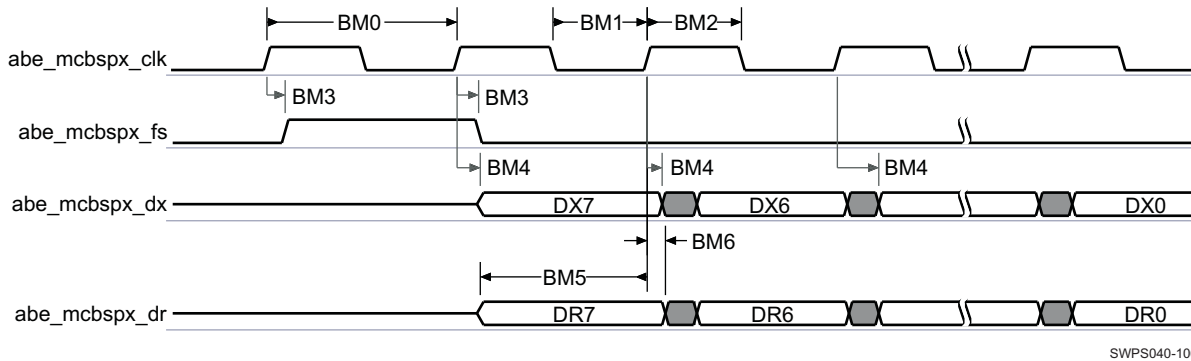 BM0
BM1
BM2
abe_mcbspx_clk
BM3
BM3
abe_mcbspx_fs
BM4
BM4
BM4
abe_mcbspx_dx
DX7
DX6
DX0
BM6
BM5
abe_mcbspx_dr
DR7
DR6
DR0
SWPS040-10